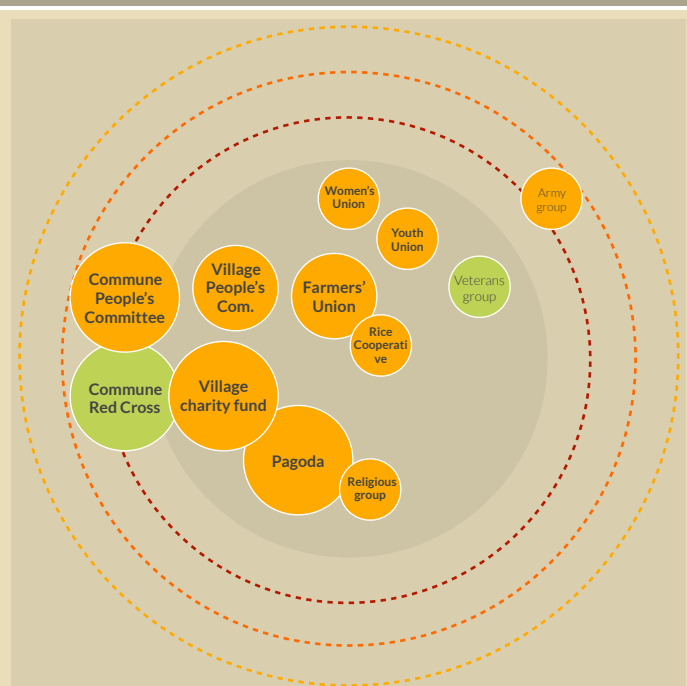 Women's
Union
Army
group
Youth
Union
Commune
People's
Committee
Village
People's
Com.
Farmers'
Union
Veterans
group
Rice
Cooperati
ve
Commune
Red Cross
Village
charity fund
Pagoda
Religious
group